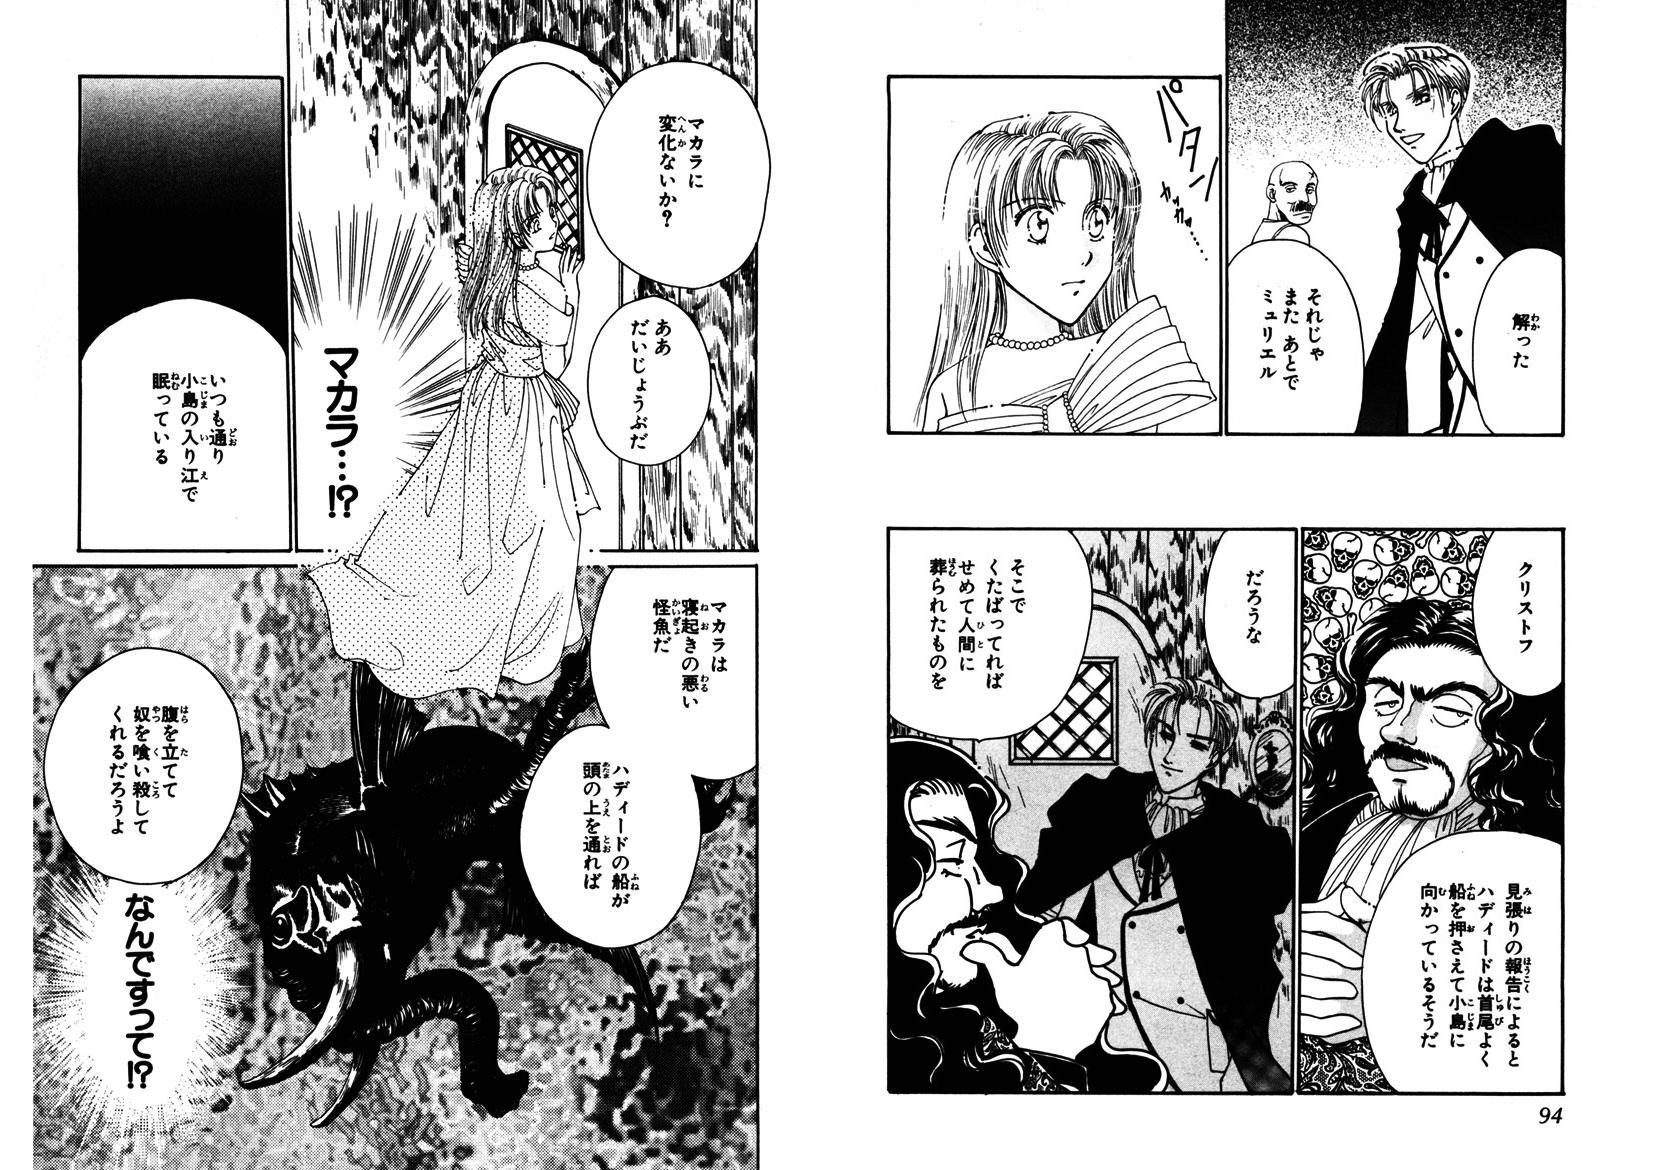 解った
それじゃ
また あとで
ミュリエル
パタン
カッカッ……
クリストフ
見張りの報告によると
ハディードは首尾よく
船を押さえて小島に
向かっているそうだ
だろうな
そこで
くたばってれば
せめて人間に
葬られたものを
94
マカラに
変化ないか?
ああ
だいじょうぶだ
マカラ…!?
いつも通り
小島の入り江で
眠っている
マカラは
寝起きの悪い
怪魚だ
ハディードの船が
頭の上を通れば
腹を立てて
奴を喰い殺して
くれるだろうよ
なんですって!?